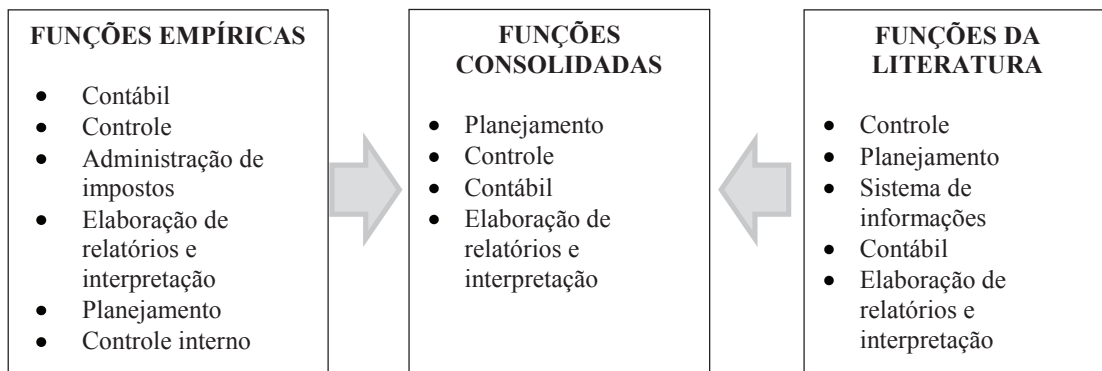 FUNÇÕES EMPÍRICAS
● Contábil
● Controle
● Administração de
impostos
● Elaboração de
relatórios e
interpretação
● Planejamento
● Controle interno
FUNÇÕES
CONSOLIDADAS
● Planejamento
● Controle
● Contábil
● Elaboração de
relatórios e
interpretação
FUNÇÕES DA
LITERATURA
● Controle
● Planejamento
● Sistema de
informações
● Contábil
● Elaboração de
relatórios e
interpretação